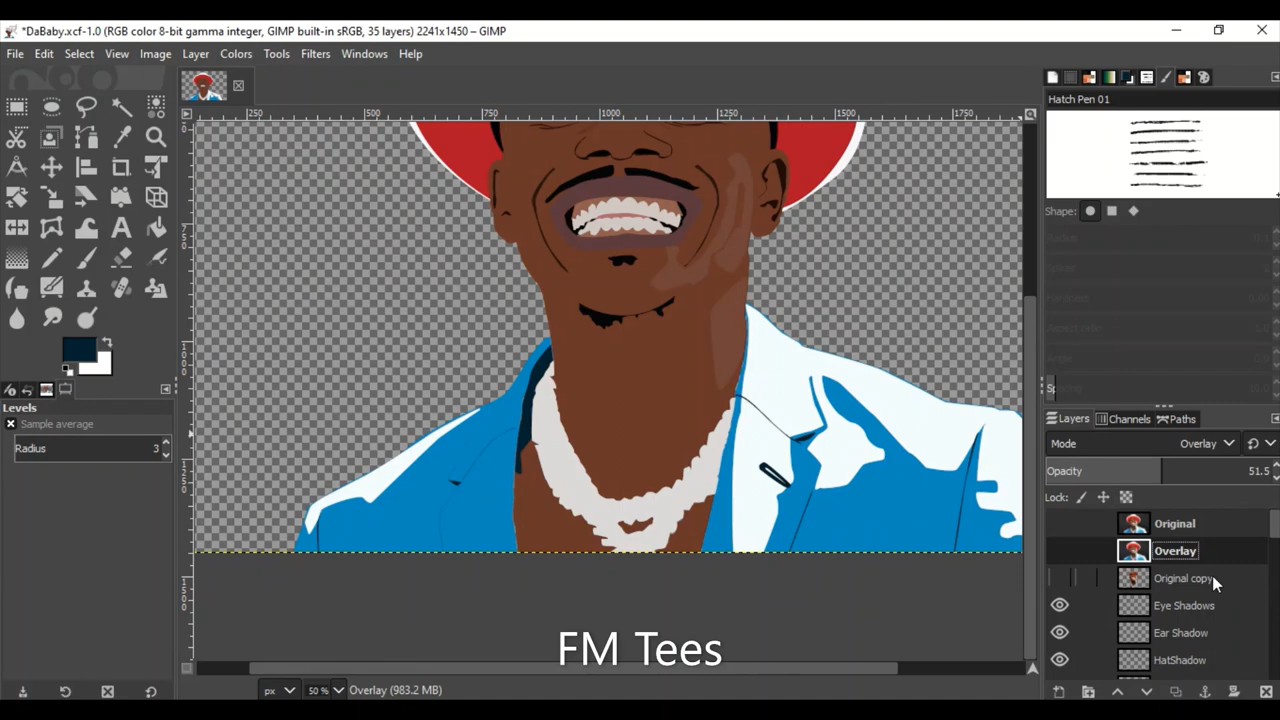 *DaBaby.xcf-1.0 (RGB color 8-bit gamma integer, GIMP built-in sRGB, 35 layers) 2241x1450 – GIMP
File Edit Select View Image Layer Colors Tools Filters Windows Help
250 500 750 1000 1250 1500 1750
Hatch Pen 01
Shape:
Levels
Sample average
Radius 3
Layers Channels Paths
Mode Overlay
Opacity 51.5
Lock:
Original
Overlay
Original copy
Eye Shadows
Ear Shadow
HatShadow
FM Tees
px 50 % Overlay (983.2 MB)